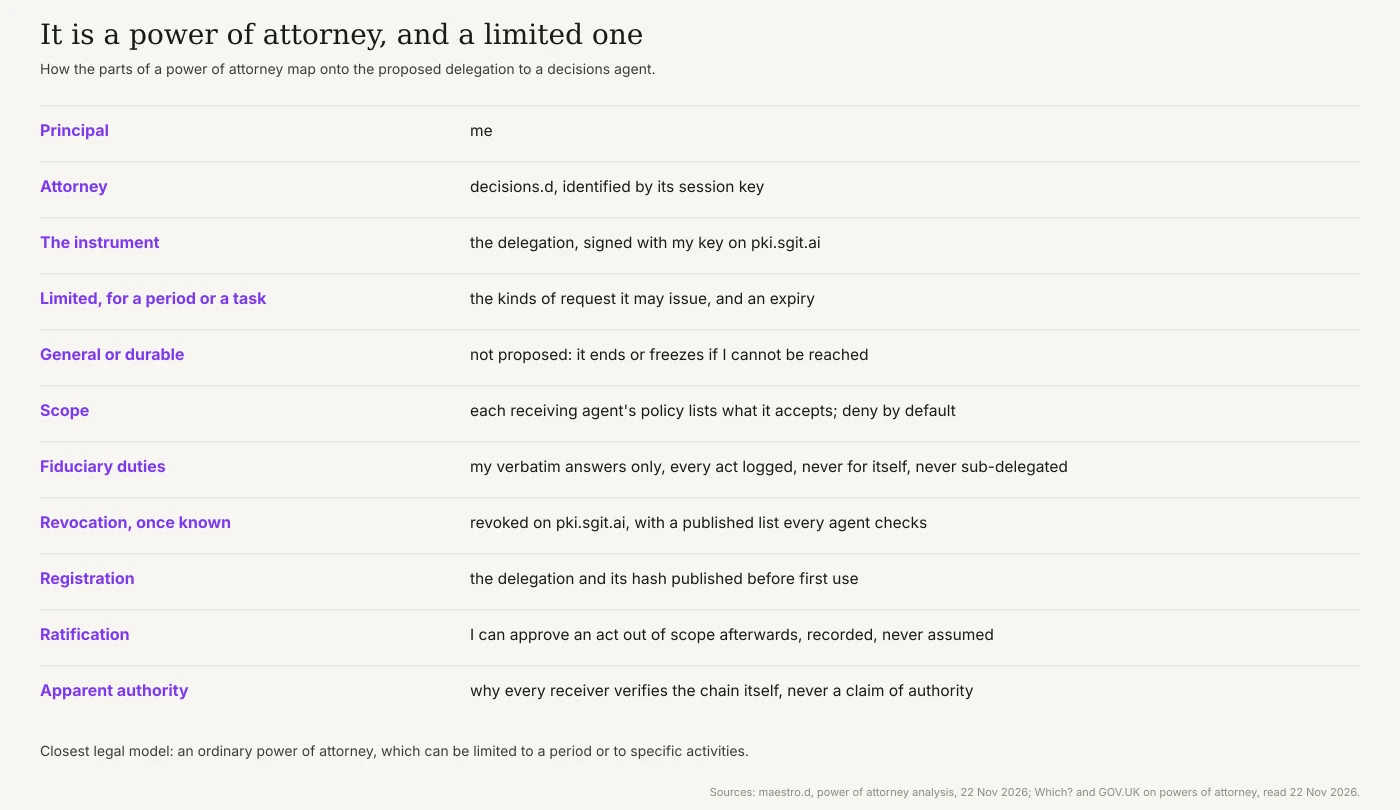 It is a power of attorney, and a limited one
How the parts of a power of attorney map onto the proposed delegation to a decisions agent.
Principal me
Attorney decisions.d, identified by its session key
The instrument the delegation, signed with my key on pki.sgit.ai
Limited, for a period or a task the kinds of request it may issue, and an expiry
General or durable not proposed: it ends or freezes if I cannot be reached
Scope each receiving agent's policy lists what it accepts; deny by default
Fiduciary duties my verbatim answers only, every act logged, never for itself, never sub-delegated
Revocation, once known revoked on pki.sgit.ai, with a published list every agent checks
Registration the delegation and its hash published before first use
Ratification I can approve an act out of scope afterwards, recorded, never assumed
Apparent authority why every receiver verifies the chain itself, never a claim of authority
Closest legal model: an ordinary power of attorney, which can be limited to a period or to specific activities.
Sources: maestro.d, power of attorney analysis, 22 Nov 2026; Which? and GOV.UK on powers of attorney, read 22 Nov 2026.